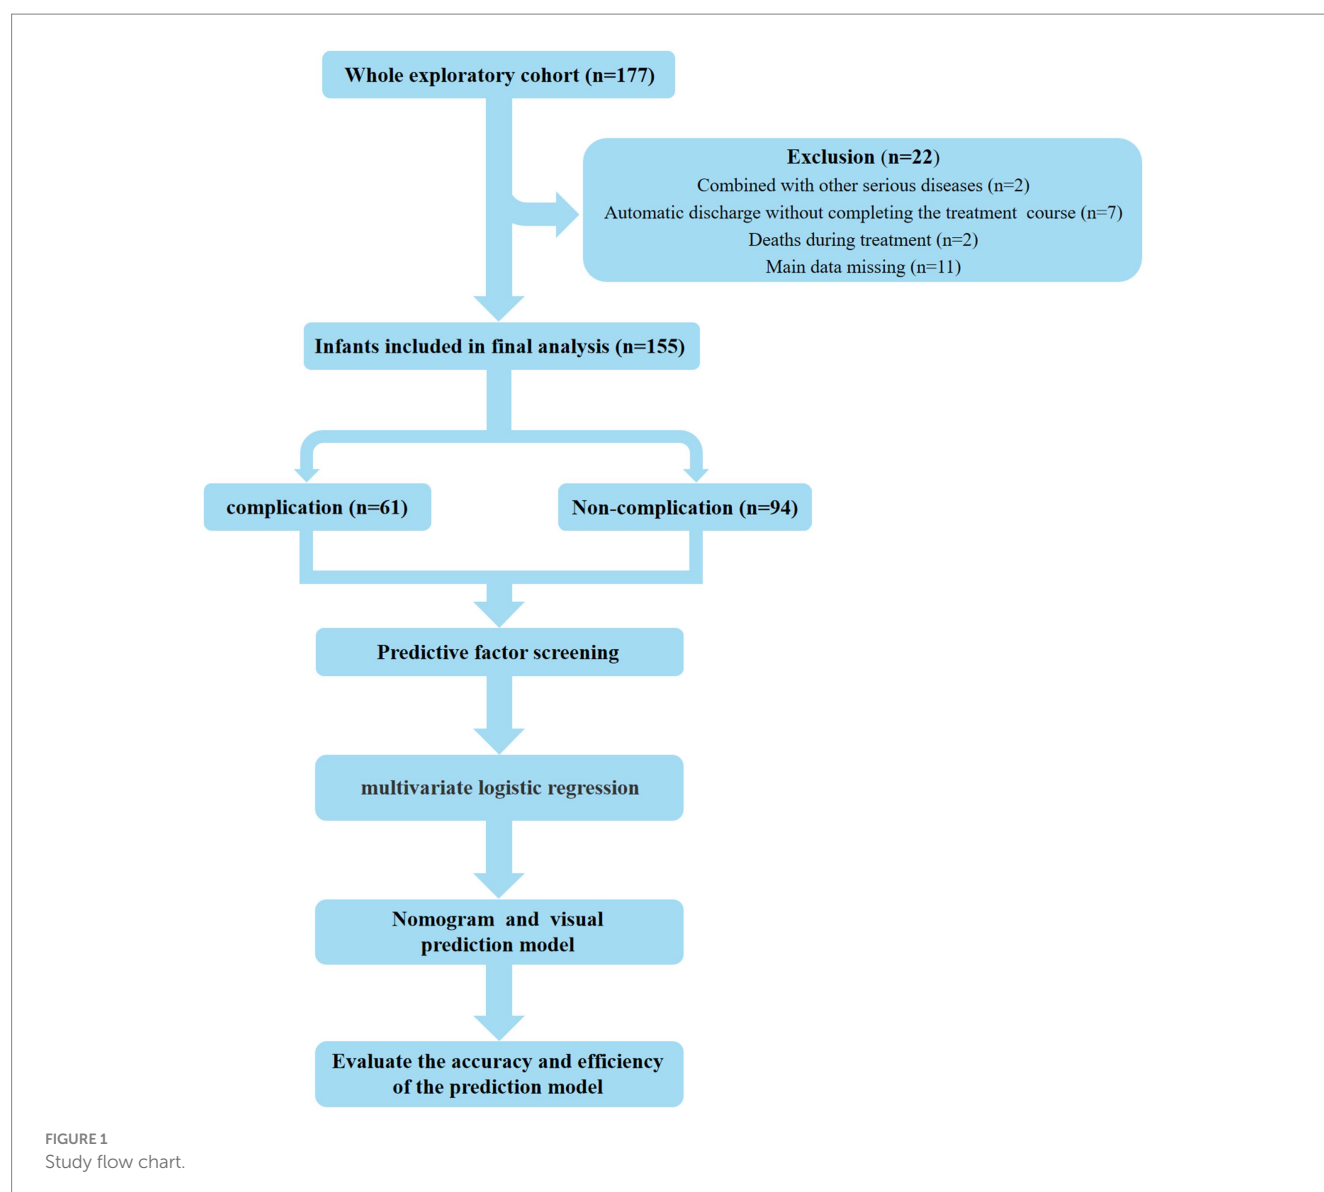 Whole exploratory cohort (n=177)
Exclusion (n=22)
Combined with other serious diseases (n=2)
Automatic discharge without completing the treatment course (n=7)
Deaths during treatment (n=2)
Main data missing (n=11)
Infants included in final analysis (n=155)
complication (n=61)
Non-complication (n=94)
Predictive factor screening
multivariate logistic regression
Nomogram and visual
prediction model
Evaluate the accuracy and efficiency
of the prediction model
FIGURE 1
Study flow chart.